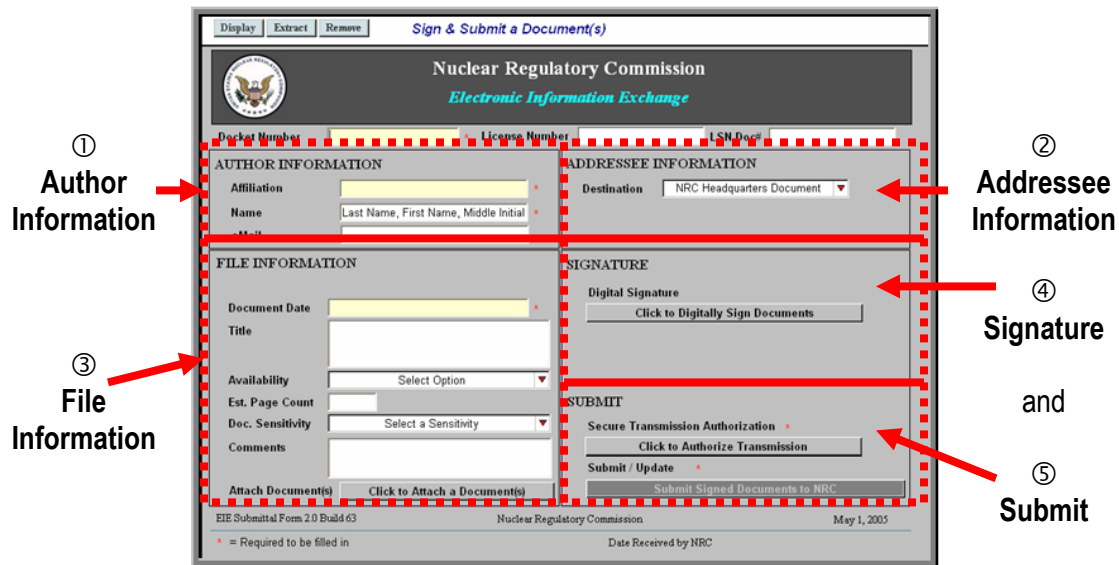 Display Extract Remove Sign & Submit a Document(s)
Nuclear Regulatory Commission
Electronic Information Exchange
Docket Number * License Number LSN Doc#
① Author Information
AUTHOR INFORMATION
Affiliation *
Name Last Name, First Name, Middle Initial *
eMail
② Addressee Information
ADDRESSEE INFORMATION
Destination NRC Headquarters Document
③ File Information
FILE INFORMATION
Document Date *
Title
Availability Select Option
Est. Page Count
Doc. Sensitivity Select a Sensitivity
Comments
Attach Document(s) Click to Attach a Document(s)
④ Signature
SIGNATURE
Digital Signature
Click to Digitally Sign Documents
and
⑤ Submit
SUBMIT
Secure Transmission Authorization *
Click to Authorize Transmission
Submit / Update *
Submit Signed Documents to NRC
EIE Submittal Form 2.0 Build 63 Nuclear Regulatory Commission May 1, 2005
* = Required to be filled in Date Received by NRC